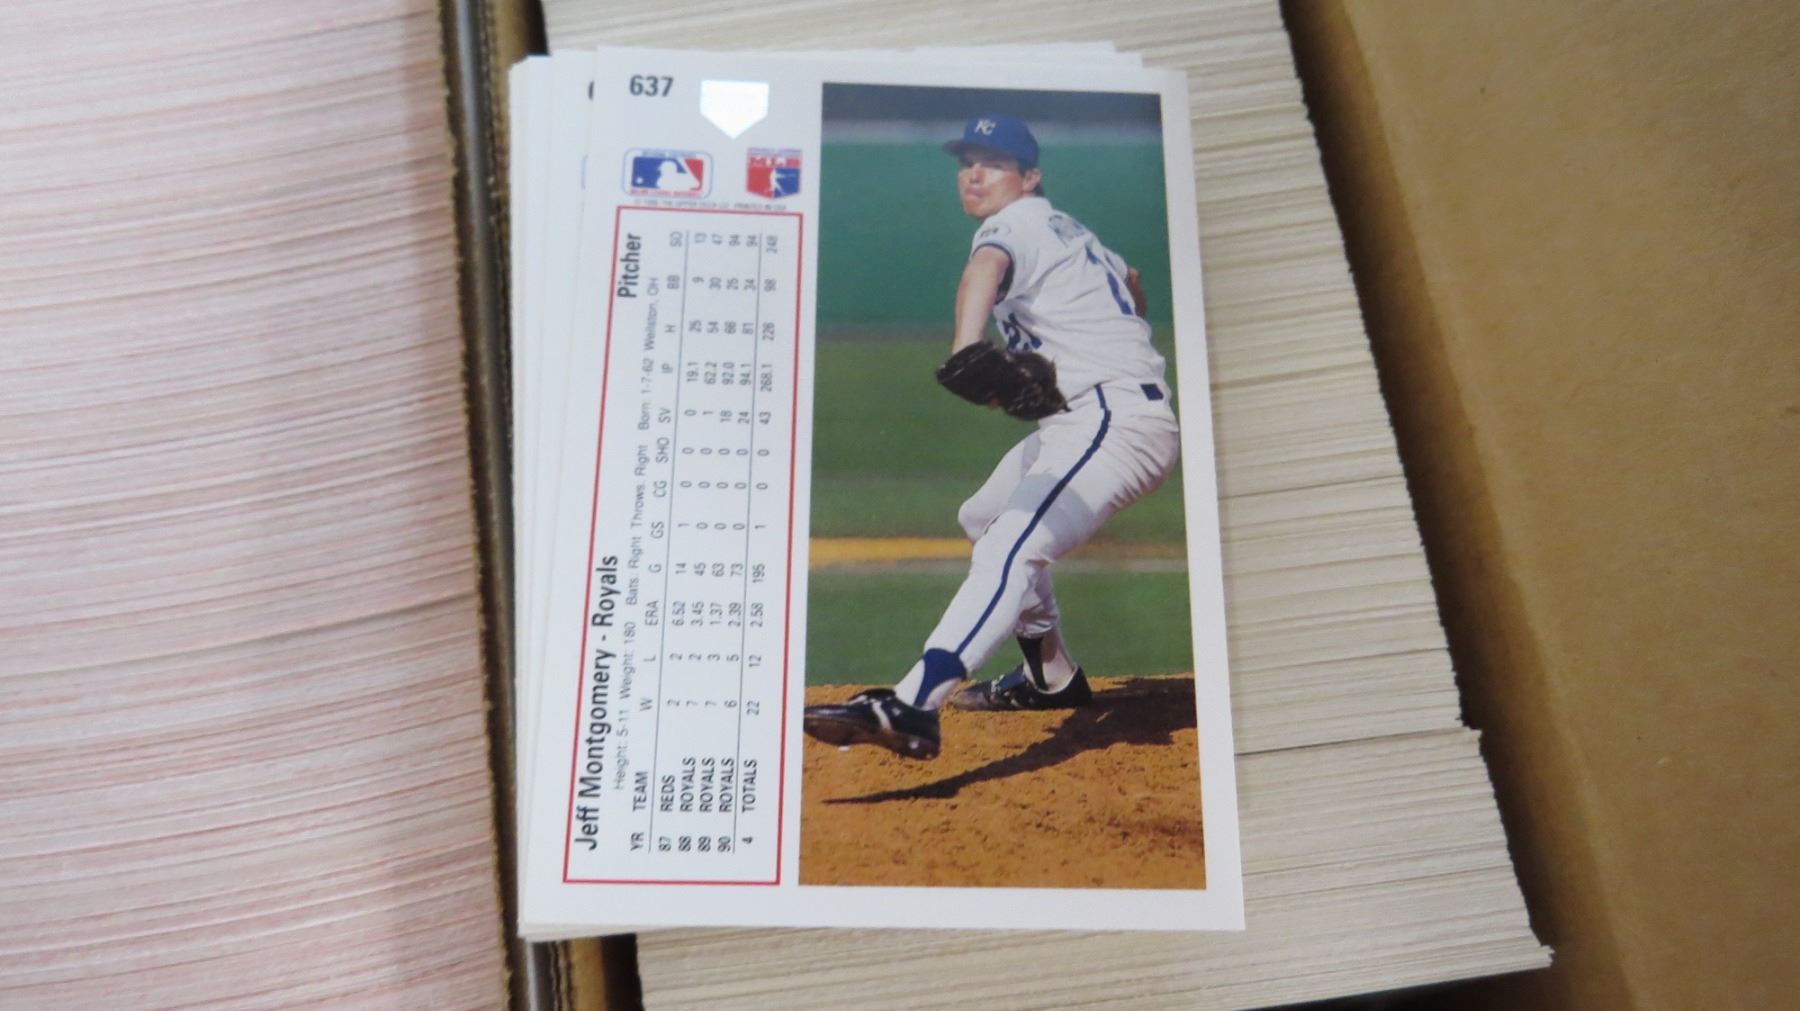 637
MLB
Jeff Montgomery - Royals Pitcher
Height: 5-11 Weight: 180 Bats: Right Throws: Right Born: 1-7-62 Wellston, OH
YR TEAM W L ERA G GS CG SHO SV IP H BB SO
87 REDS 2 2 6.52 14 1 0 0 0 19.1 25 9 13
88 ROYALS 7 2 3.45 45 0 0 0 1 62.2 54 30 47
89 ROYALS 7 3 1.37 63 0 0 0 18 92.0 66 25 94
90 ROYALS 6 5 2.39 73 0 0 0 24 94.1 81 34 94
4 TOTALS 22 12 2.58 195 1 0 0 43 268.1 226 98 248
KC